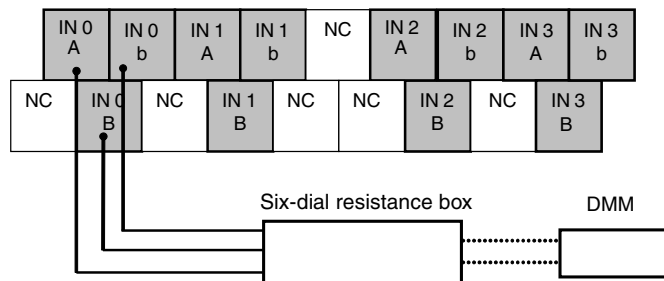 IN 0 IN 0 IN 1 IN 1 NC IN 2 IN 2 IN 3 IN 3
A b A b A b A b
NC IN 0 NC IN 1 NC NC IN 2 NC IN 3
B B B B
Six-dial resistance box DMM